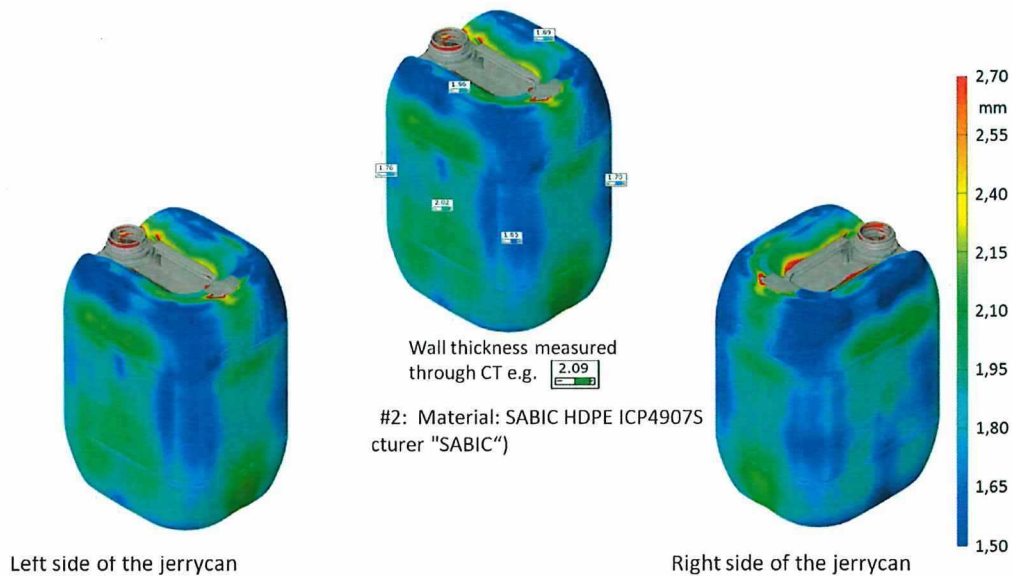 2,70
mm
2,55
2,40
2,15
2,10
1,95
1,80
1,65
1,50
2.02
Wall thickness measured
through CT e.g. 2.09
#2: Material: SABIC HDPE ICP4907S
cturer "SABIC“)
Left side of the jerrycan
Right side of the jerrycan